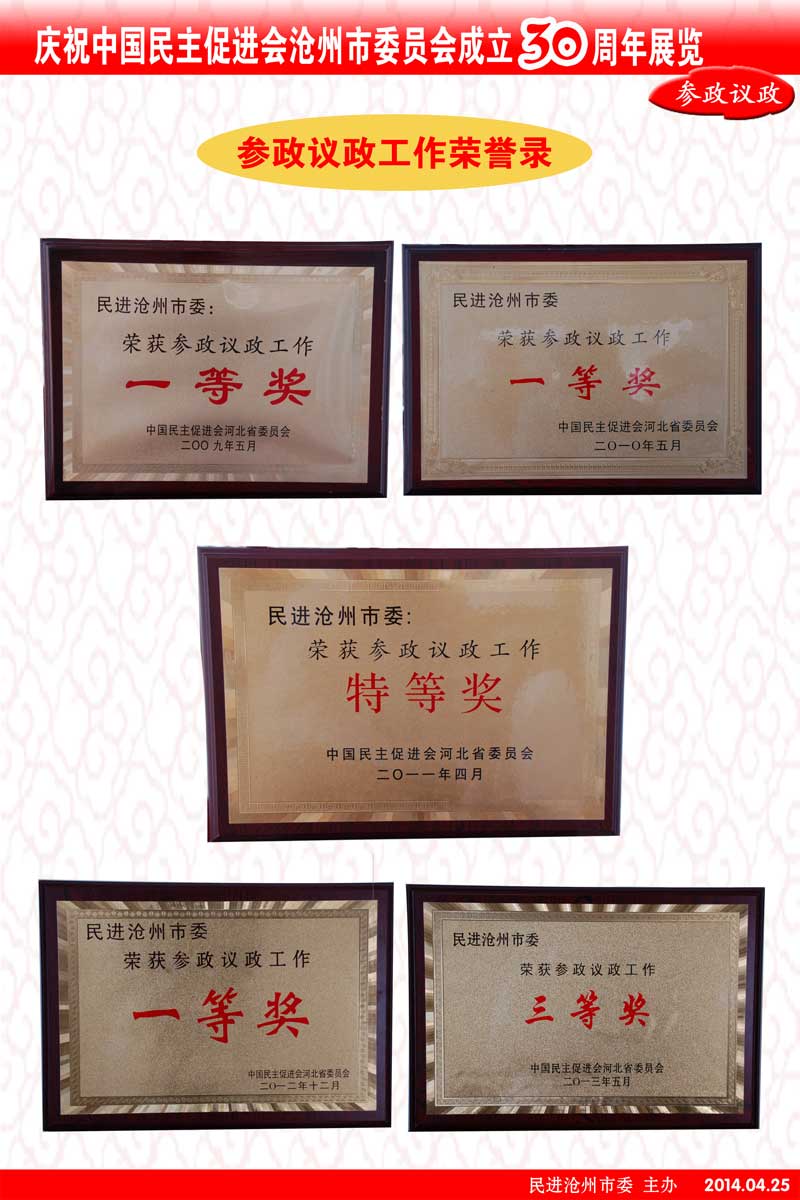 庆祝中国民主促进会沧州市委员会成立30周年展览
参政议政
参政议政工作荣誉录
民进沧州市委：
荣获参政议政工作
一等奖
中国民主促进会河北省委员会
二〇〇九年五月
民进沧州市委
荣获参政议政工作
一等奖
中国民主促进会河北省委员会
二〇一〇年五月
民进沧州市委：
荣获参政议政工作
特等奖
中国民主促进会河北省委员会
二〇一一年四月
民进沧州市委
荣获参政议政工作
一等奖
中国民主促进会河北省委员会
二〇一二年十二月
民进沧州市委
荣获参政议政工作
三等奖
中国民主促进会河北省委员会
二〇一三年五月
民进沧州市委 主办 2014.04.25